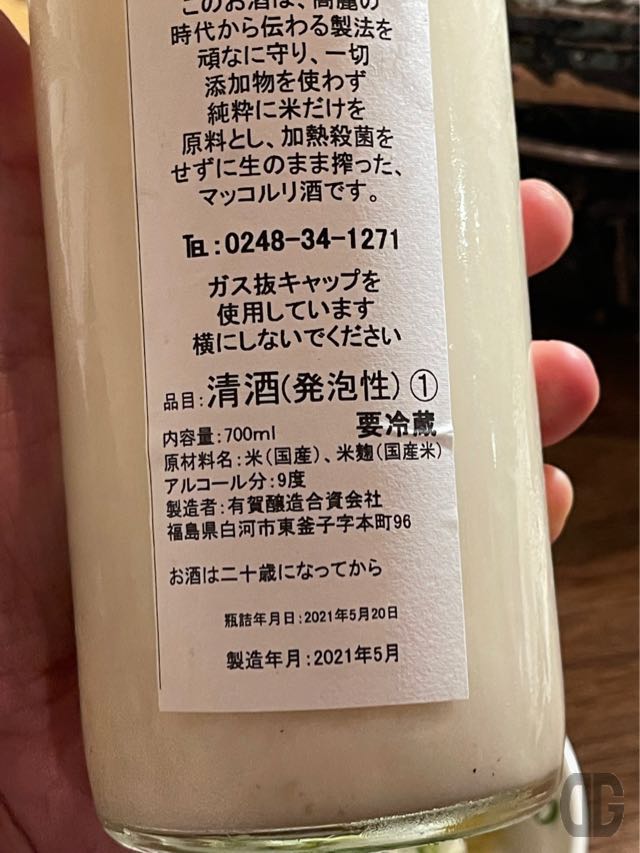 このお酒は、高麗の
時代から伝わる製法を
頑なに守り、一切
添加物を使わず
純粋に米だけを
原料とし、加熱殺菌を
せずに生のまま搾った、
マッコルリ酒です。
℡:0248-34-1271
ガス抜キャップを
使用しています
横にしないでください
品目:清酒(発泡性)①
内容量:700ml 要冷蔵
原材料名:米(国産)、米麹(国産米)
アルコール分:9度
製造者:有賀醸造合資会社
福島県白河市東釜子字本町96
お酒は二十歳になってから
瓶詰年月日:2021年5月20日
製造年月:2021年5月
DG